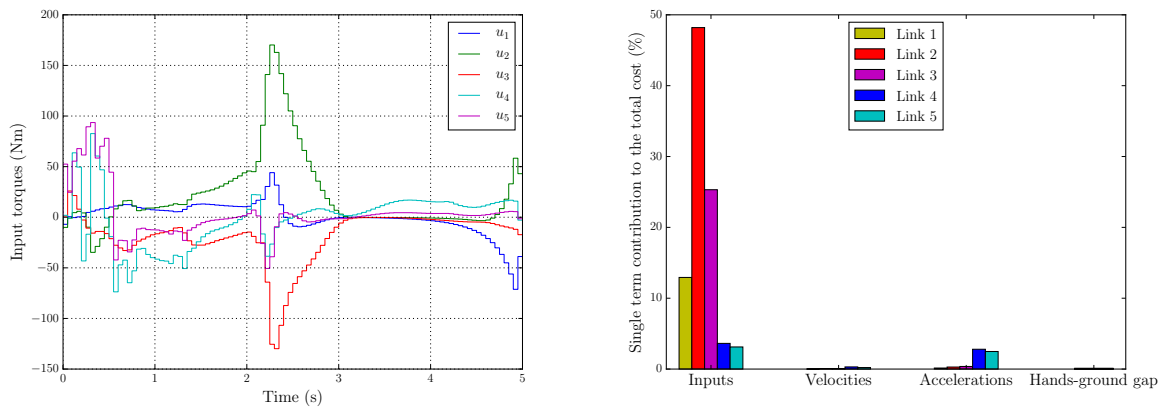 200
150
100
50
0
−50
−100
−150
0 1 2 3 4 5
Input torques (Nm)
Time (s)
u1
u2
u3
u4
u5
50
40
30
20
10
0
Single term contribution to the total cost (%)
Link 1
Link 2
Link 3
Link 4
Link 5
Inputs Velocities Accelerations Hands-ground gap